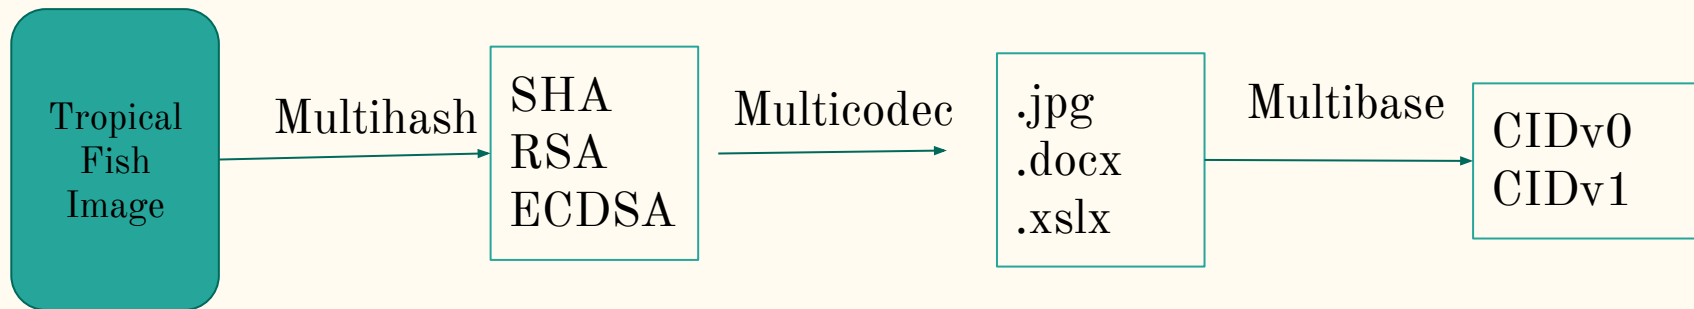 Tropical
Fish
Image
Multihash
SHA
RSA
ECDSA
Multicodec
.jpg
.docx
.xslx
Multibase
CIDv0
CIDv1